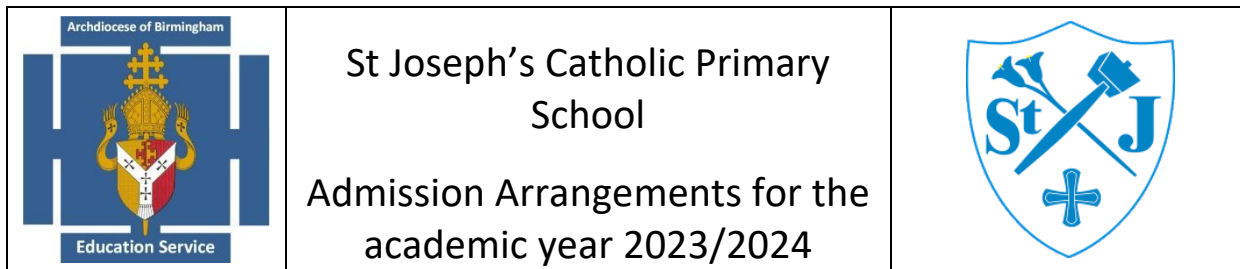 Archdiocese of Birmingham
Education Service
St Joseph’s Catholic Primary
School
Admission Arrangements for the
academic year 2023/2024
St J